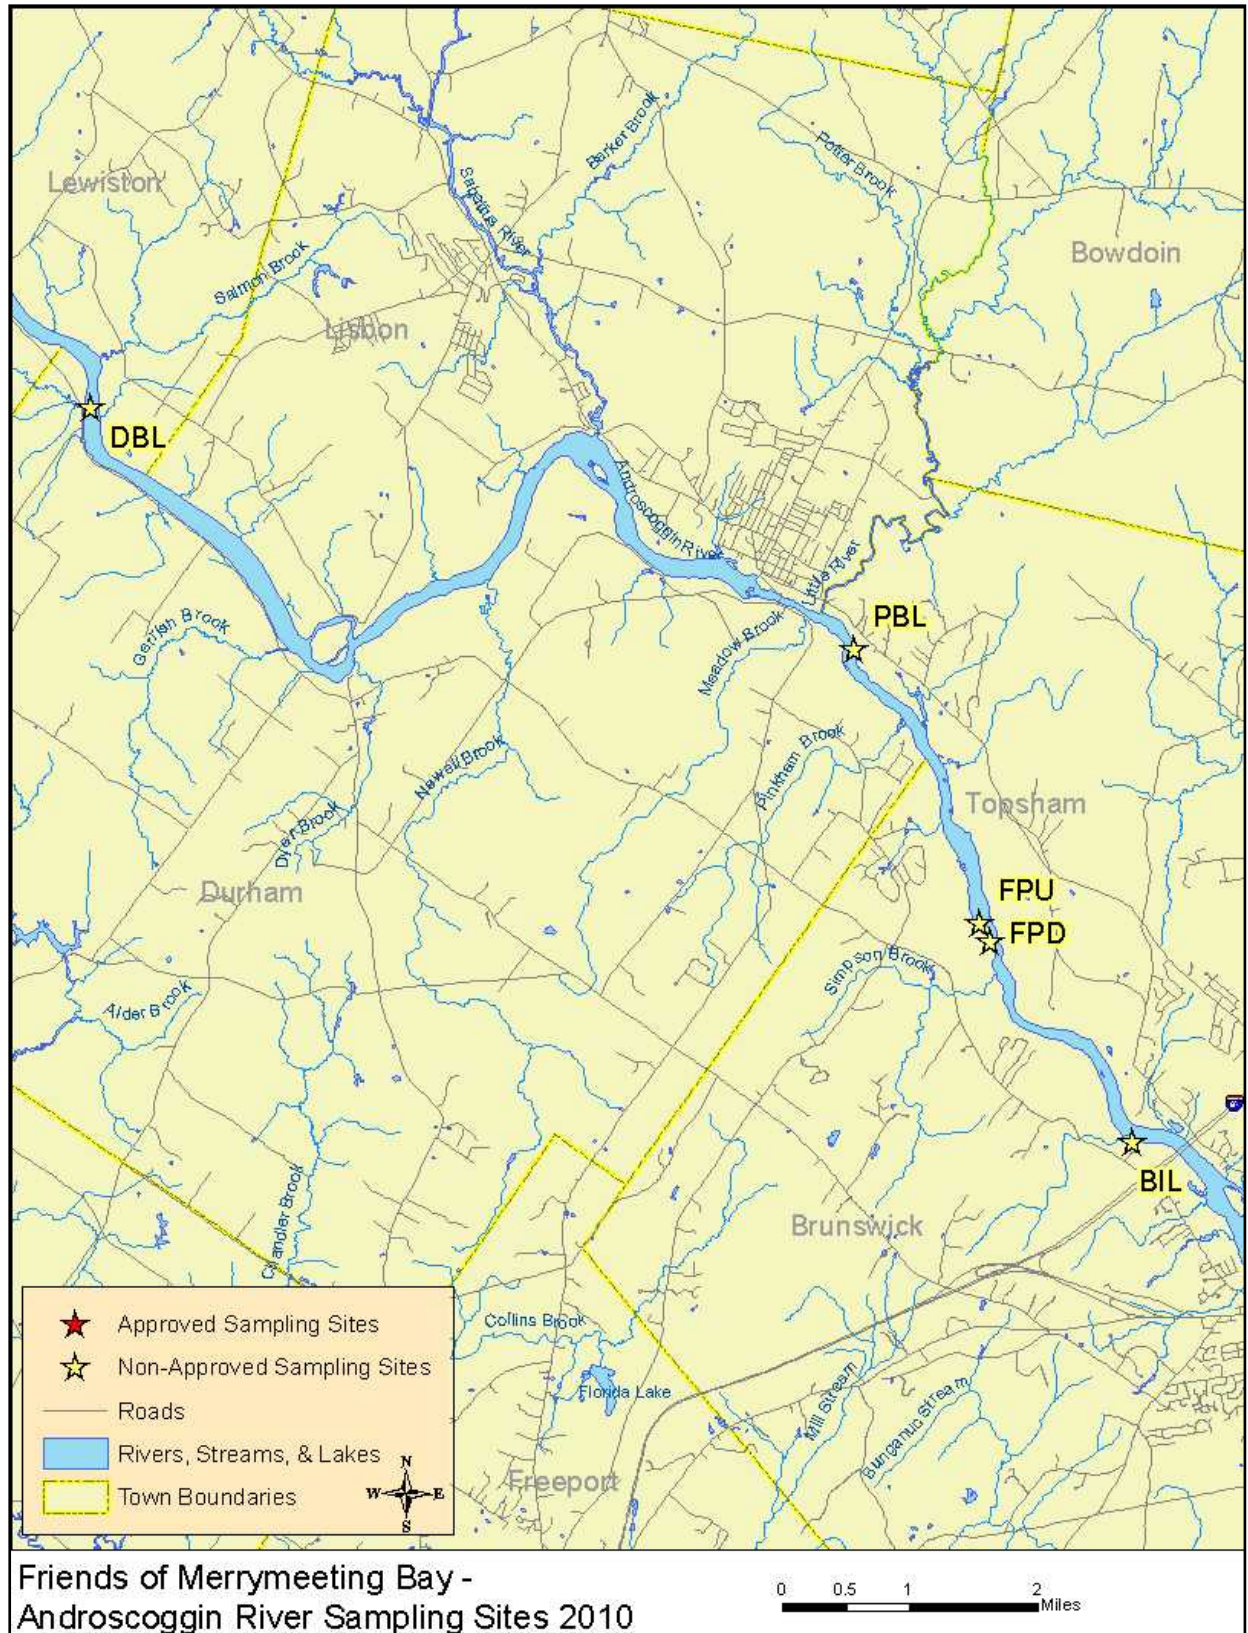 Barker Brook
Potter Brook
Lewiston
Sabattus River
Bowdoin
Salmon Brook
Lisbon
DBL
Androscoggin River
Little River
Gerrish Brook
PBL
Meadow Brook
Newell Brook
Pinkham Brook
Topsham
Dyer Brook
Durham
FPU
FPD
Simpson Brook
Alder Brook
BIL
Chandler Brook
Brunswick
Approved Sampling Sites
Non-Approved Sampling Sites
Roads
Rivers, Streams, & Lakes
Town Boundaries
N
W E
S
Collins Brook
Florida Lake
Mill Stream
Bunganuc Stream
Freeport
Friends of Merrymeeting Bay -
Androscoggin River Sampling Sites 2010
0 0.5 1 2
Miles